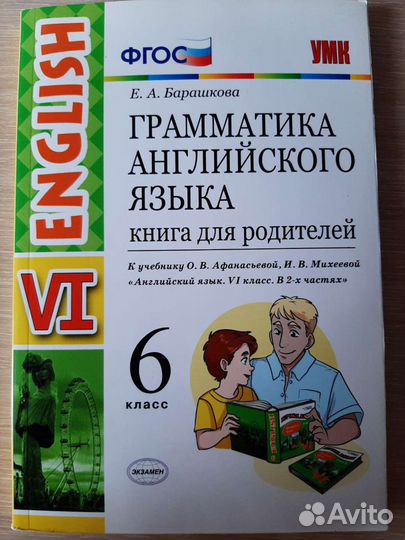 ФГОС
УМК
Е. А. Барашкова
ENGLISH
VI
ГРАММАТИКА
АНГЛИЙСКОГО
ЯЗЫКА
книга для родителей
К учебнику О. В. Афанасьевой, И. В. Михеевой
«Английский язык. VI класс. В 2-х частях»
6
КЛАСС
ЭКЗАМЕН
VI
Avito